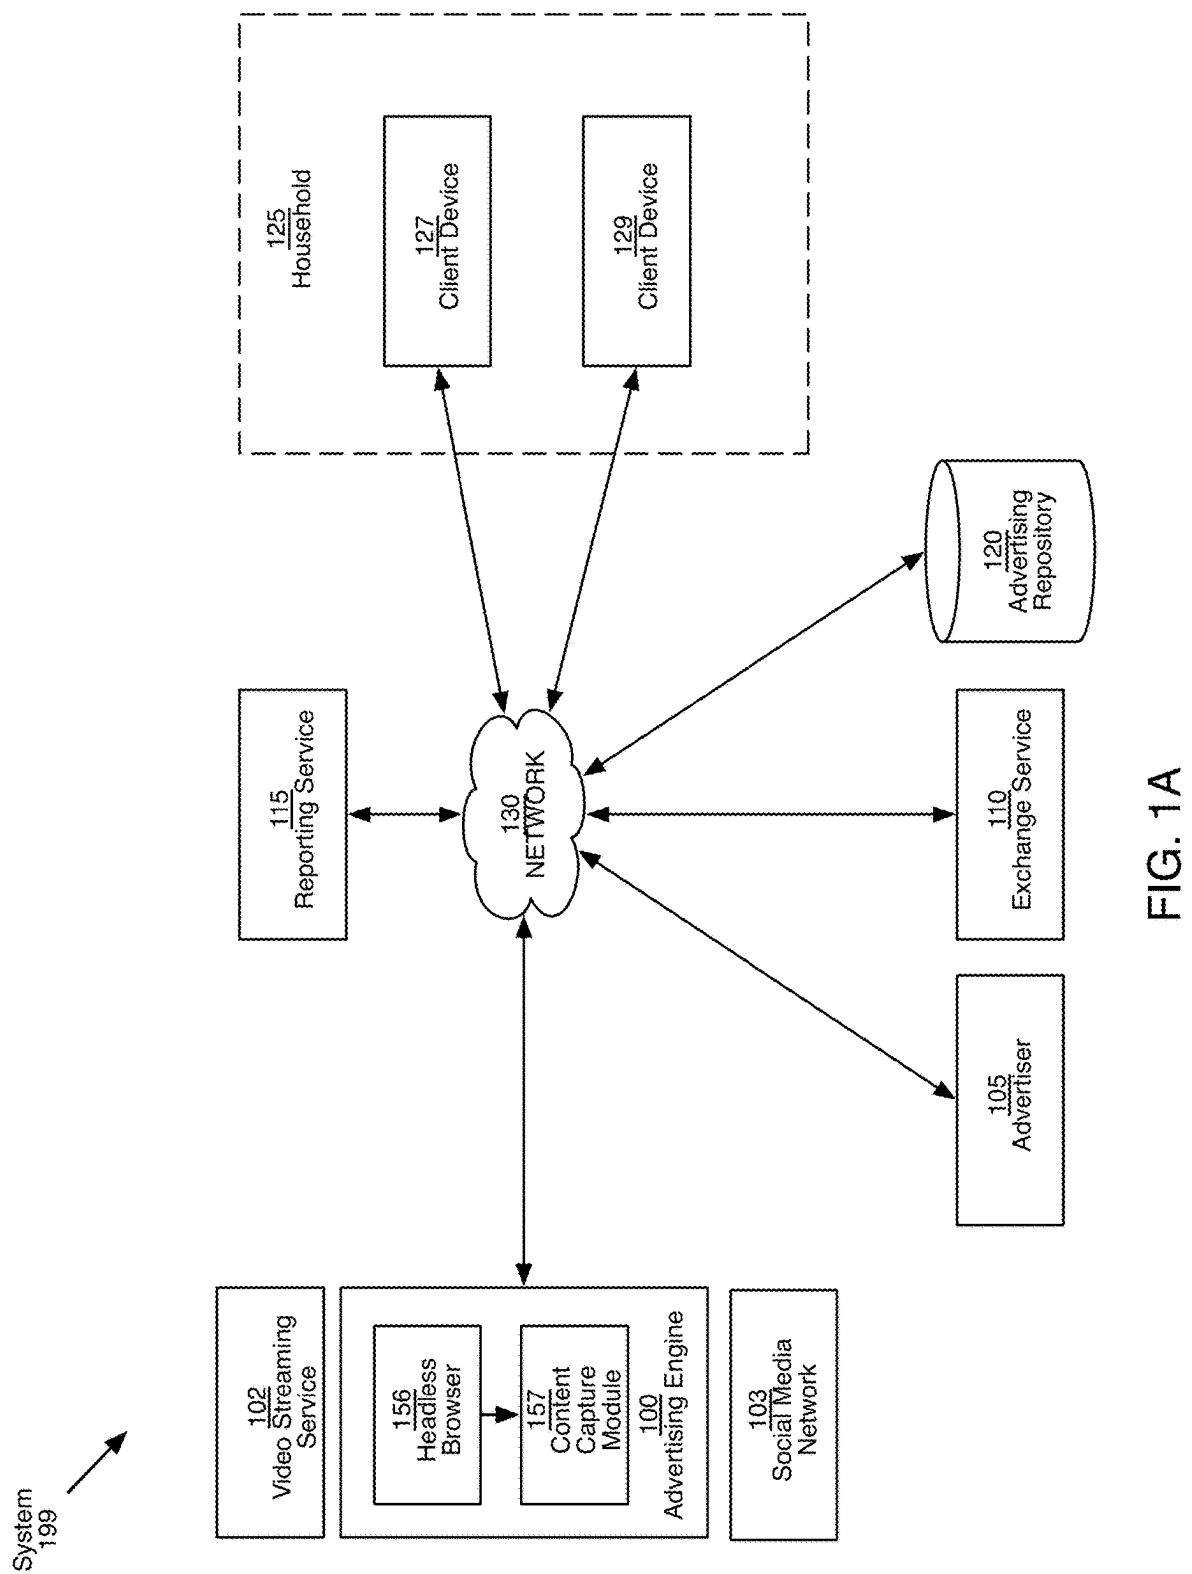 System
199
102
Video Streaming
Service
156
Headless
Browser
157
Content
Capture
Module
100
Advertising Engine
103
Social Media
Network
115
Reporting Service
130
NETWORK
105
Advertiser
110
Exchange Service
120
Advertising
Repository
125
Household
127
Client Device
129
Client Device
FIG. 1A